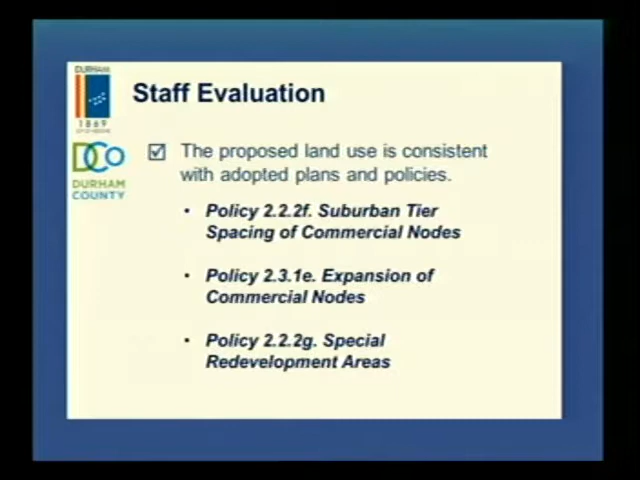 DURHAM
1869
DCO
DURHAM
COUNTY
Staff Evaluation
The proposed land use is consistent
with adopted plans and policies.
• Policy 2.2.2f. Suburban Tier
Spacing of Commercial Nodes
• Policy 2.3.1e. Expansion of
Commercial Nodes
• Policy 2.2.2g. Special
Redevelopment Areas